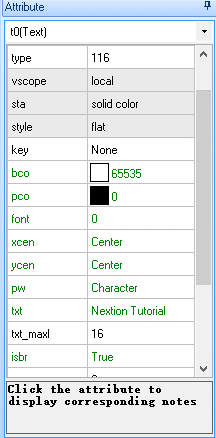 Attribute
t0(Text)
type 116
vscope local
sta solid color
style flat
key None
bco 65535
pco 0
font 0
xcen Center
ycen Center
pw Character
txt Nextion Tutorial
txt_maxl 16
isbr True
Click the attribute to
display corresponding notes